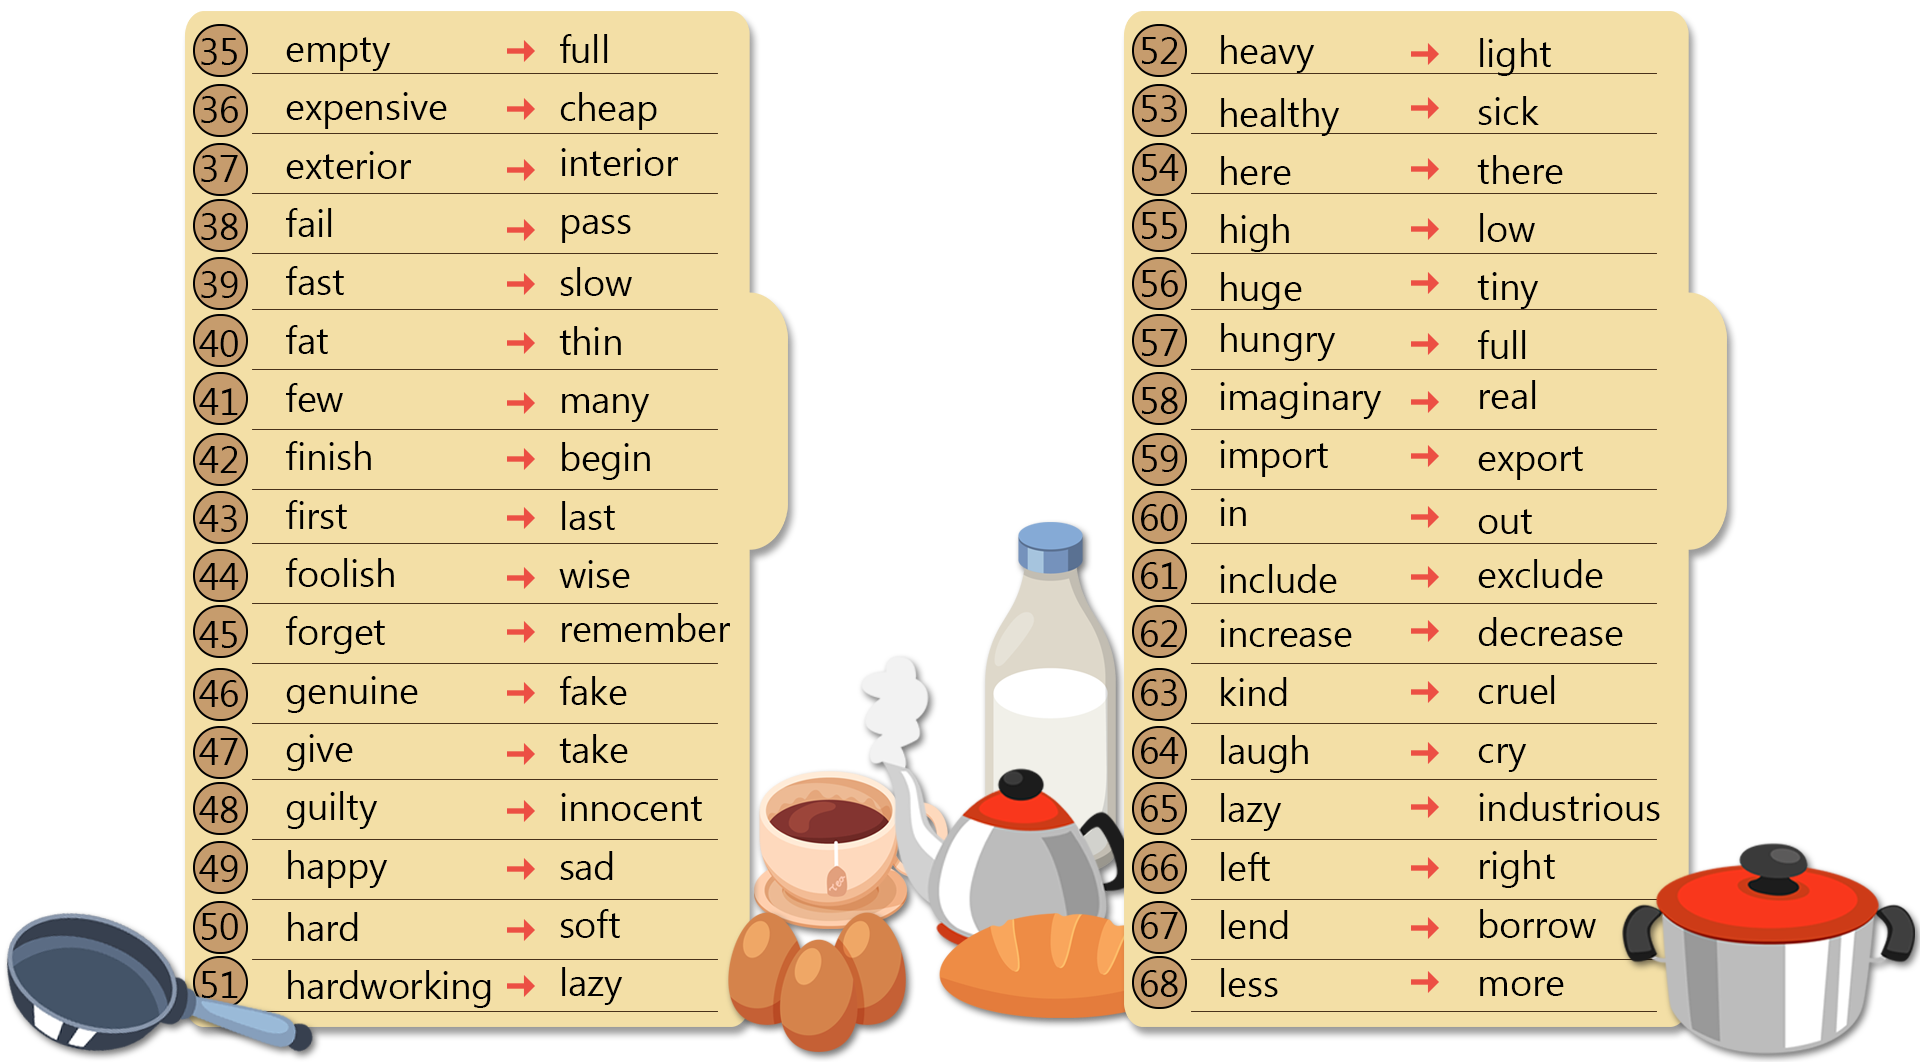 35 empty → full
36 expensive → cheap
37 exterior → interior
38 fail → pass
39 fast → slow
40 fat → thin
41 few → many
42 finish → begin
43 first → last
44 foolish → wise
45 forget → remember
46 genuine → fake
47 give → take
48 guilty → innocent
49 happy → sad
50 hard → soft
51 hardworking → lazy
tea
52 heavy → light
53 healthy → sick
54 here → there
55 high → low
56 huge → tiny
57 hungry → full
58 imaginary → real
59 import → export
60 in → out
61 include → exclude
62 increase → decrease
63 kind → cruel
64 laugh → cry
65 lazy → industrious
66 left → right
67 lend → borrow
68 less → more